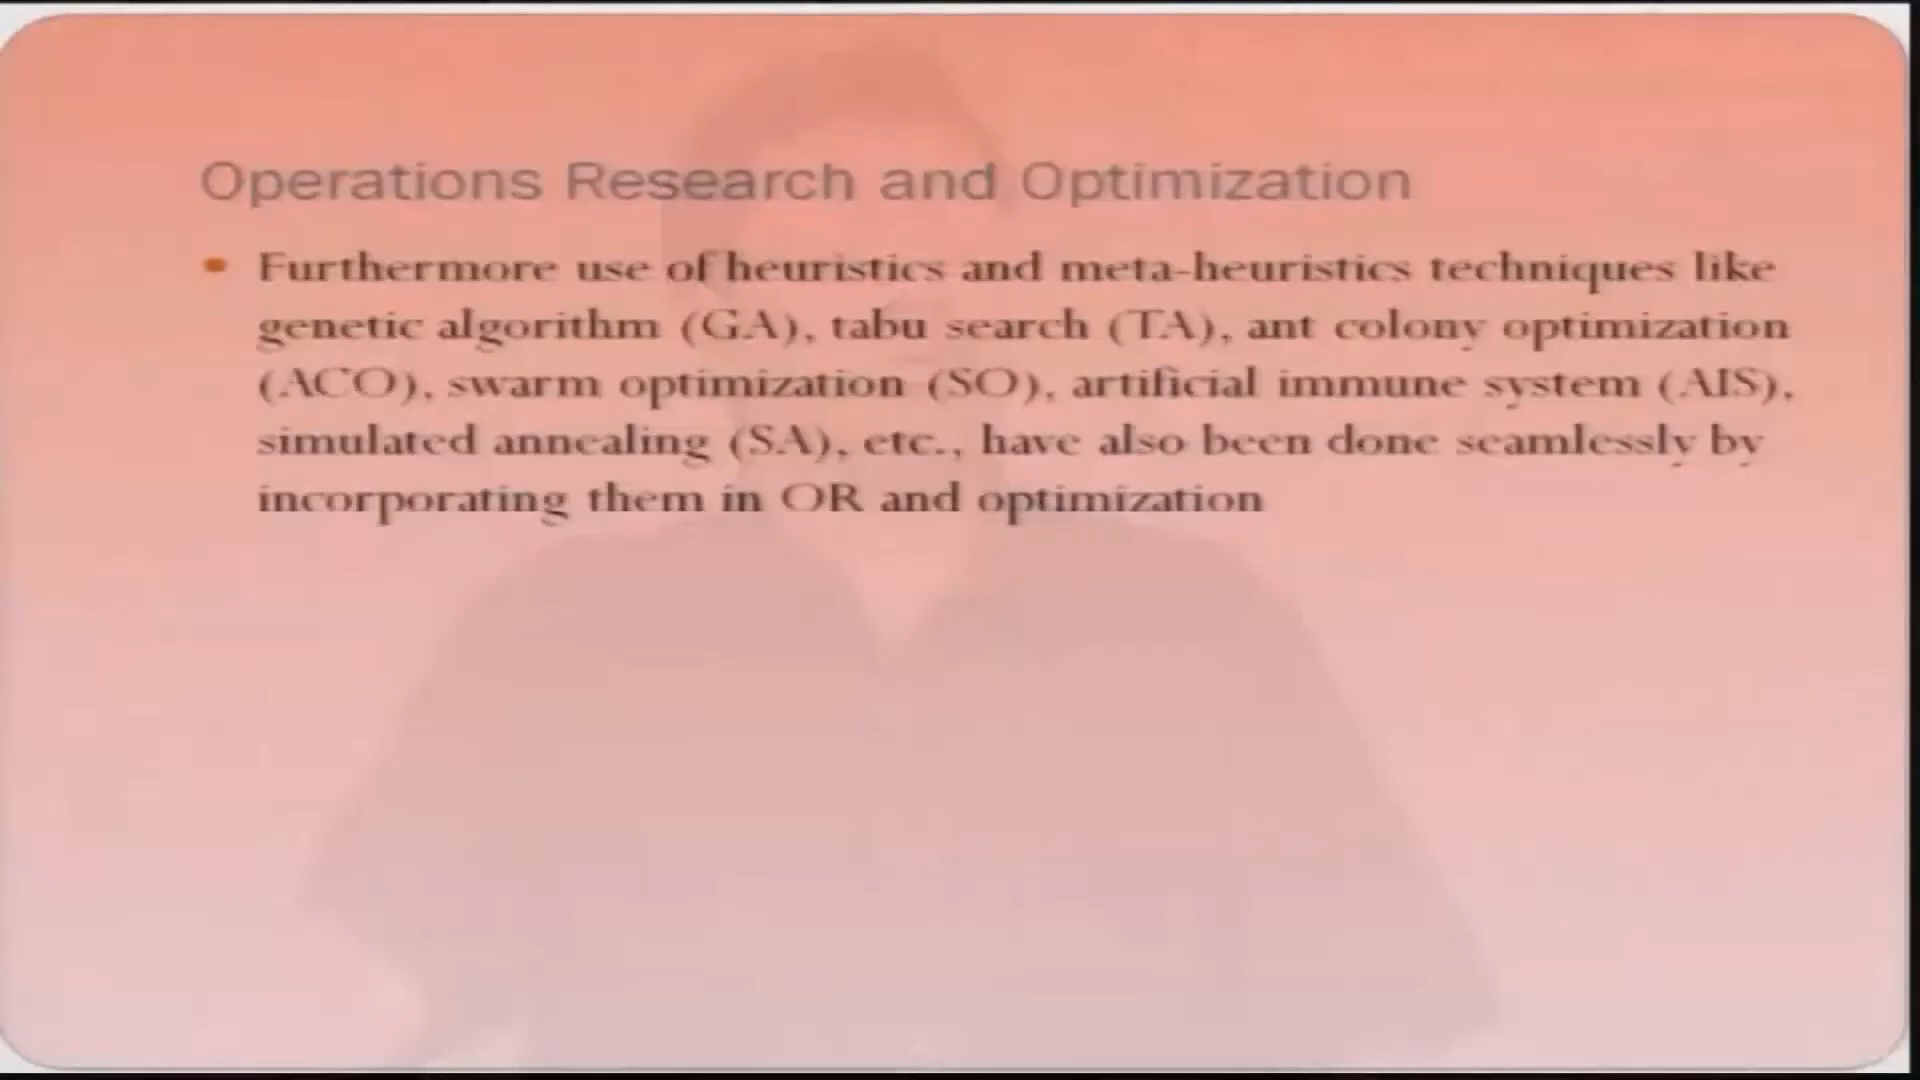 Operations Research and Optimization
• Furthermore use of heuristics and meta-heuristics techniques like
genetic algorithm (GA), tabu search (TA), ant colony optimization
(ACO), swarm optimization (SO), artificial immune system (AIS),
simulated annealing (SA), etc., have also been done seamlessly by
incorporating them in OR and optimization